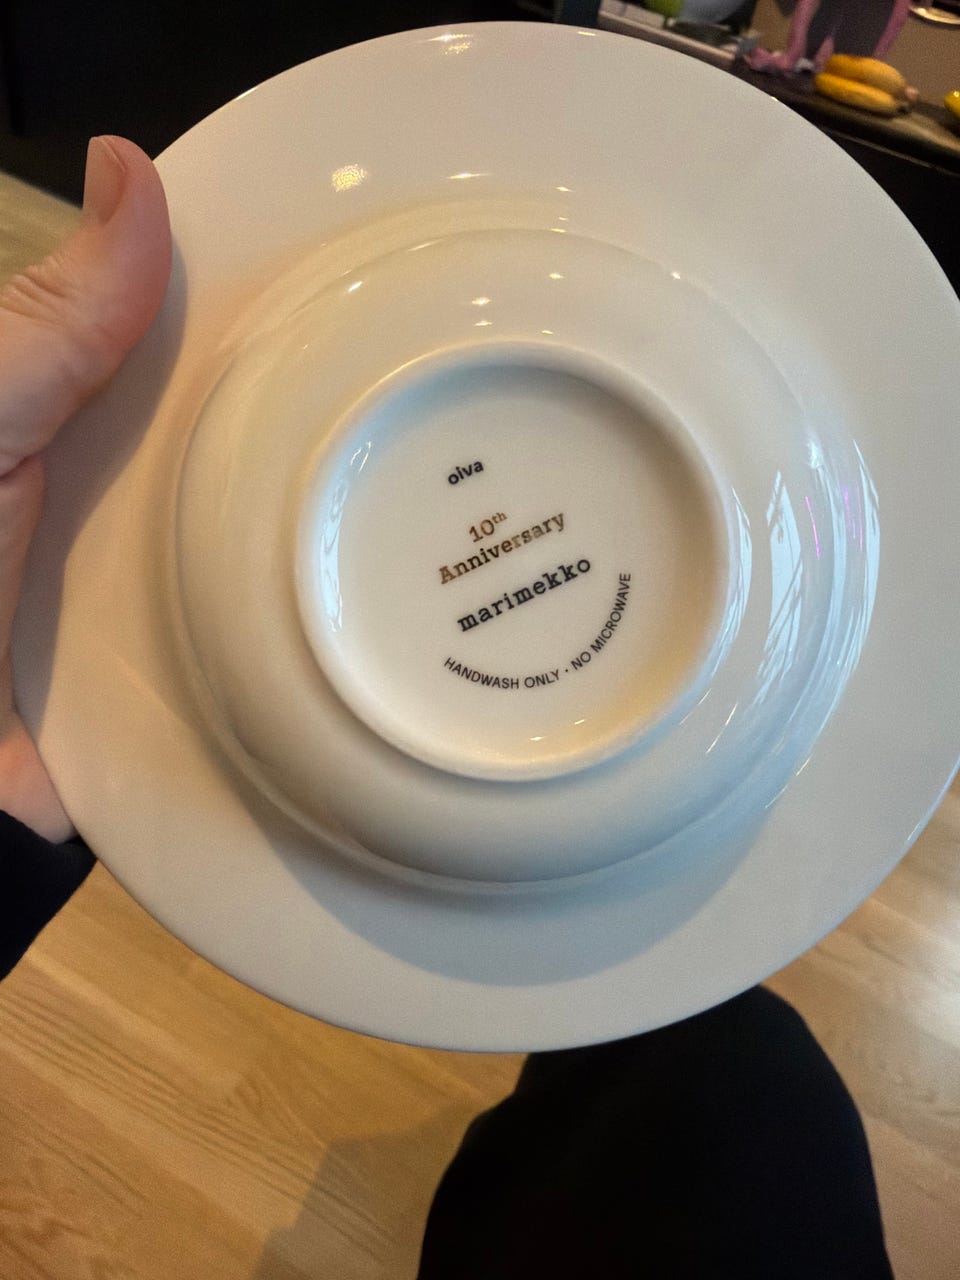 oiva
10th
Anniversary
marimekko
HANDWASH ONLY · NO MICROWAVE